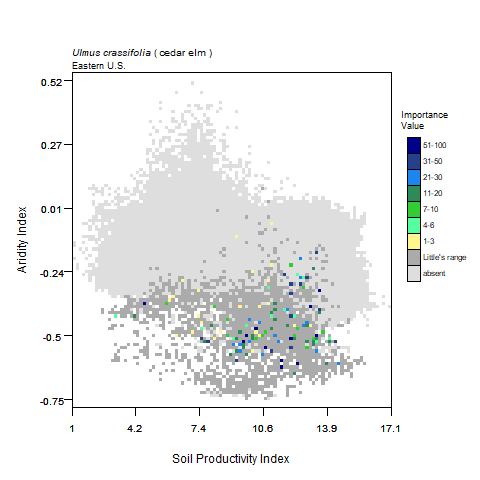 Ulmus crassifolia ( cedar elm )
Eastern U.S.
0.52
0.27
0.01
-0.24
-0.5
-0.75
Aridity Index
1 4.2 7.4 10.6 13.9 17.1
Soil Productivity Index
Importance
Value
51-100
31-50
21-30
11-20
7-10
4-6
1-3
Little's range
absent